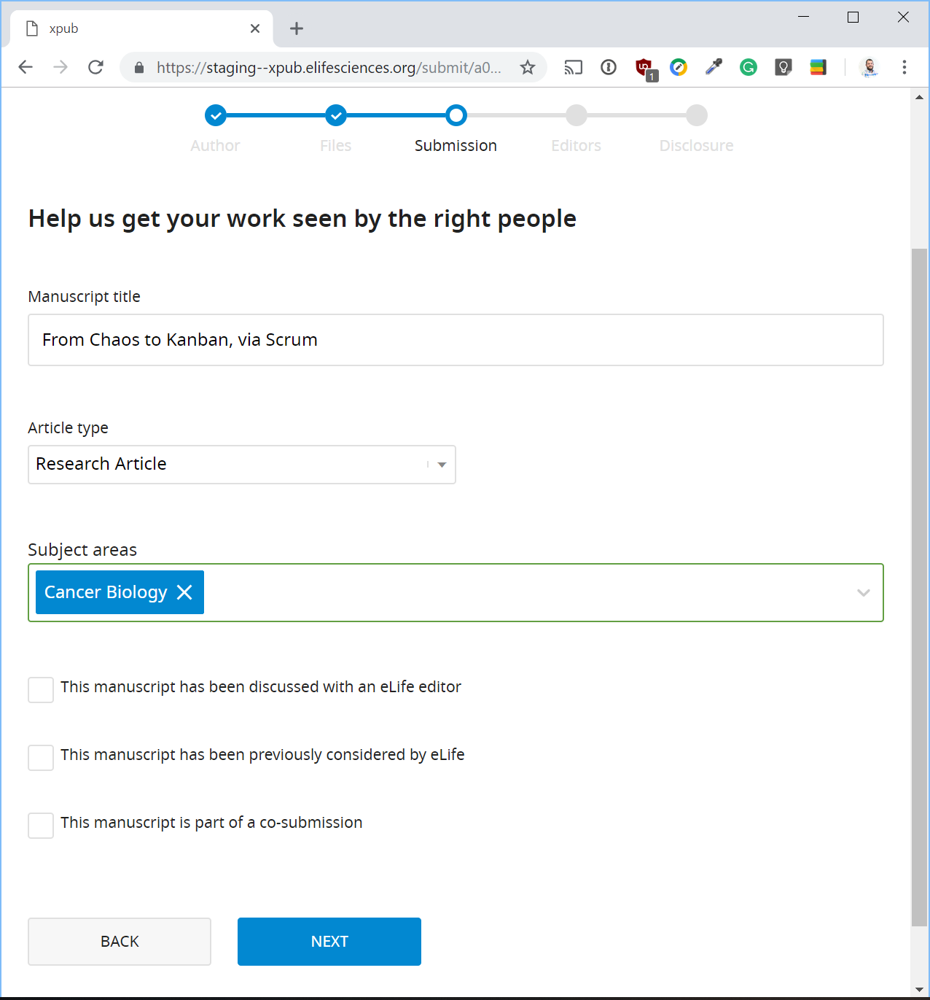 xpub
https://staging--xpub.elifesciences.org/submit/a0...
1
Author Files Submission Editors Disclosure
Help us get your work seen by the right people
Manuscript title
From Chaos to Kanban, via Scrum
Article type
Research Article
Subject areas
Cancer Biology
This manuscript has been discussed with an eLife editor
This manuscript has been previously considered by eLife
This manuscript is part of a co-submission
BACK NEXT